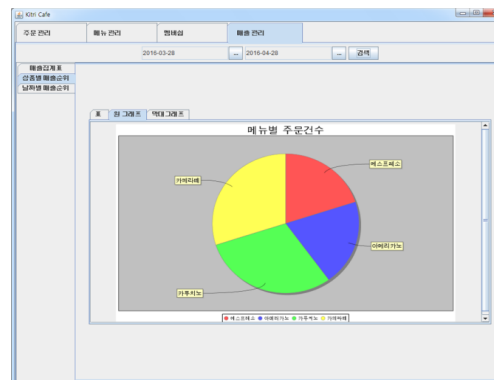 Kitri Cafe
주문관리 메뉴관리 멤버쉽 매출관리
2016-03-28 ... 2016-04-28 ... 검색
매출집계표
상품별매출순위
날짜별매출순위
표 원 그래프 막대그래프
메뉴별 주문건수
에스프레소
카페라떼
아메리카노
카푸치노
에스프레소 아메리카노 카푸치노 카페라떼